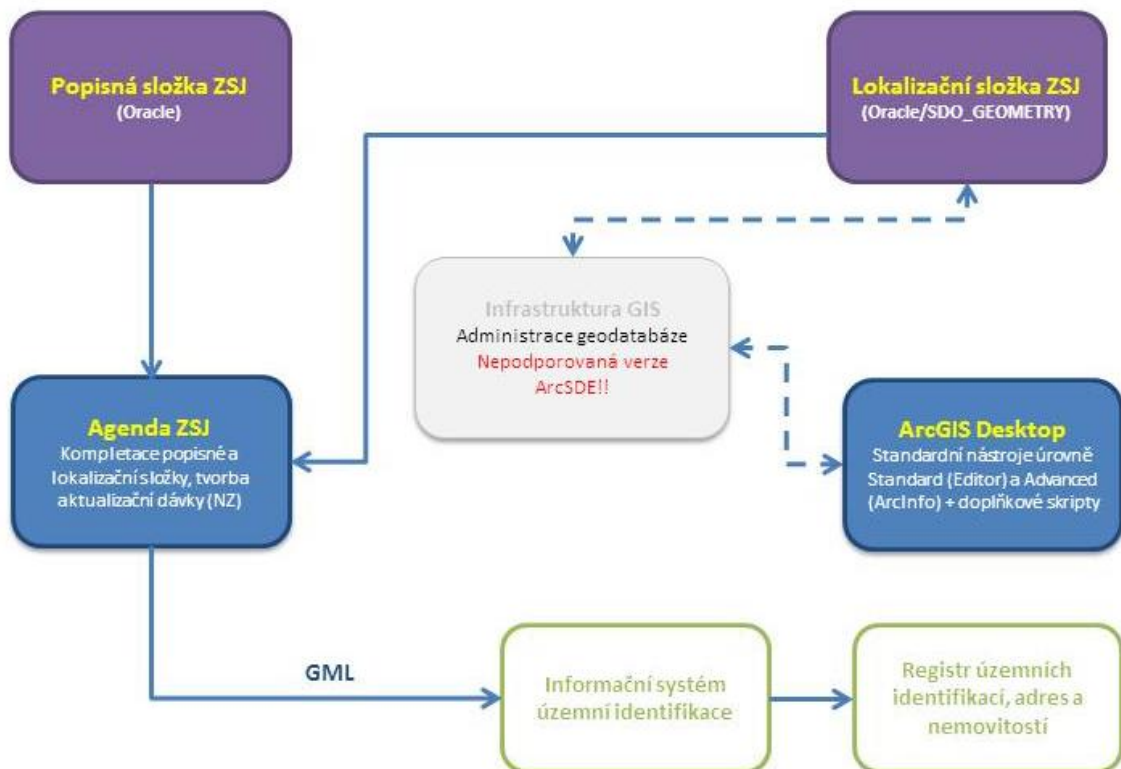 Popisná složka ZSJ
(Oracle)
Lokalizační složka ZSJ
(Oracle/SDO_GEOMETRY)
Infrastruktura GIS
Administrace geodatabáze
Nepodporovaná verze
ArcSDE!!
Agenda ZSJ
Kompletace popisné a
lokalizační složky, tvorba
aktualizační dávky (NZ)
ArcGIS Desktop
Standardní nástroje úrovně
Standard (Editor) a Advanced
(ArcInfo) + doplňkové skripty
GML
Informační systém
územní identifikace
Registr územních
identifikací, adres a
nemovitostí